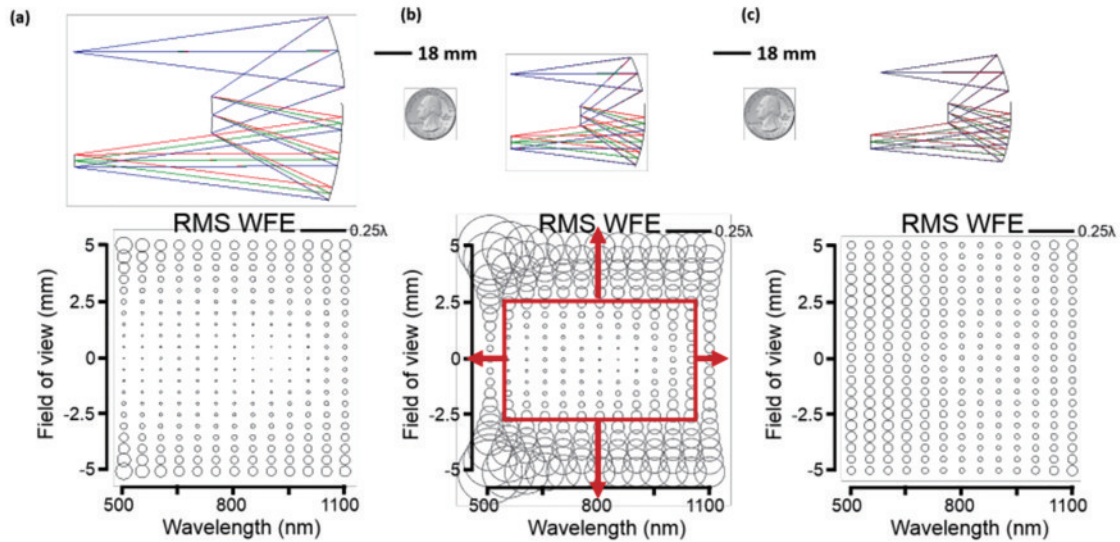 (a)
(b)
(c)
18 mm
18 mm
RMS WFE
0.25λ
Field of view (mm)
5
2.5
0
-2.5
-5
500
800
1100
Wavelength (nm)
RMS WFE
0.25λ
Field of view (mm)
5
2.5
0
-2.5
-5
500
800
1100
Wavelength (nm)
RMS WFE
0.25λ
Field of view (mm)
5
2.5
0
-2.5
-5
500
800
1100
Wavelength (nm)